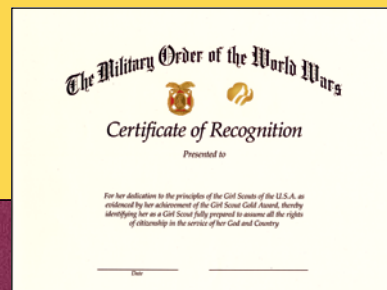 The Military Order of the World Wars
Certificate of Recognition
Presented to
For her dedication to the principles of the Girl Scouts of the U.S.A. as
evidenced by her achievement of the Girl Scout Gold Award, thereby
identifying her as a Girl Scout fully prepared to assume all the rights
of citizenship in the service of her God and Country
Date